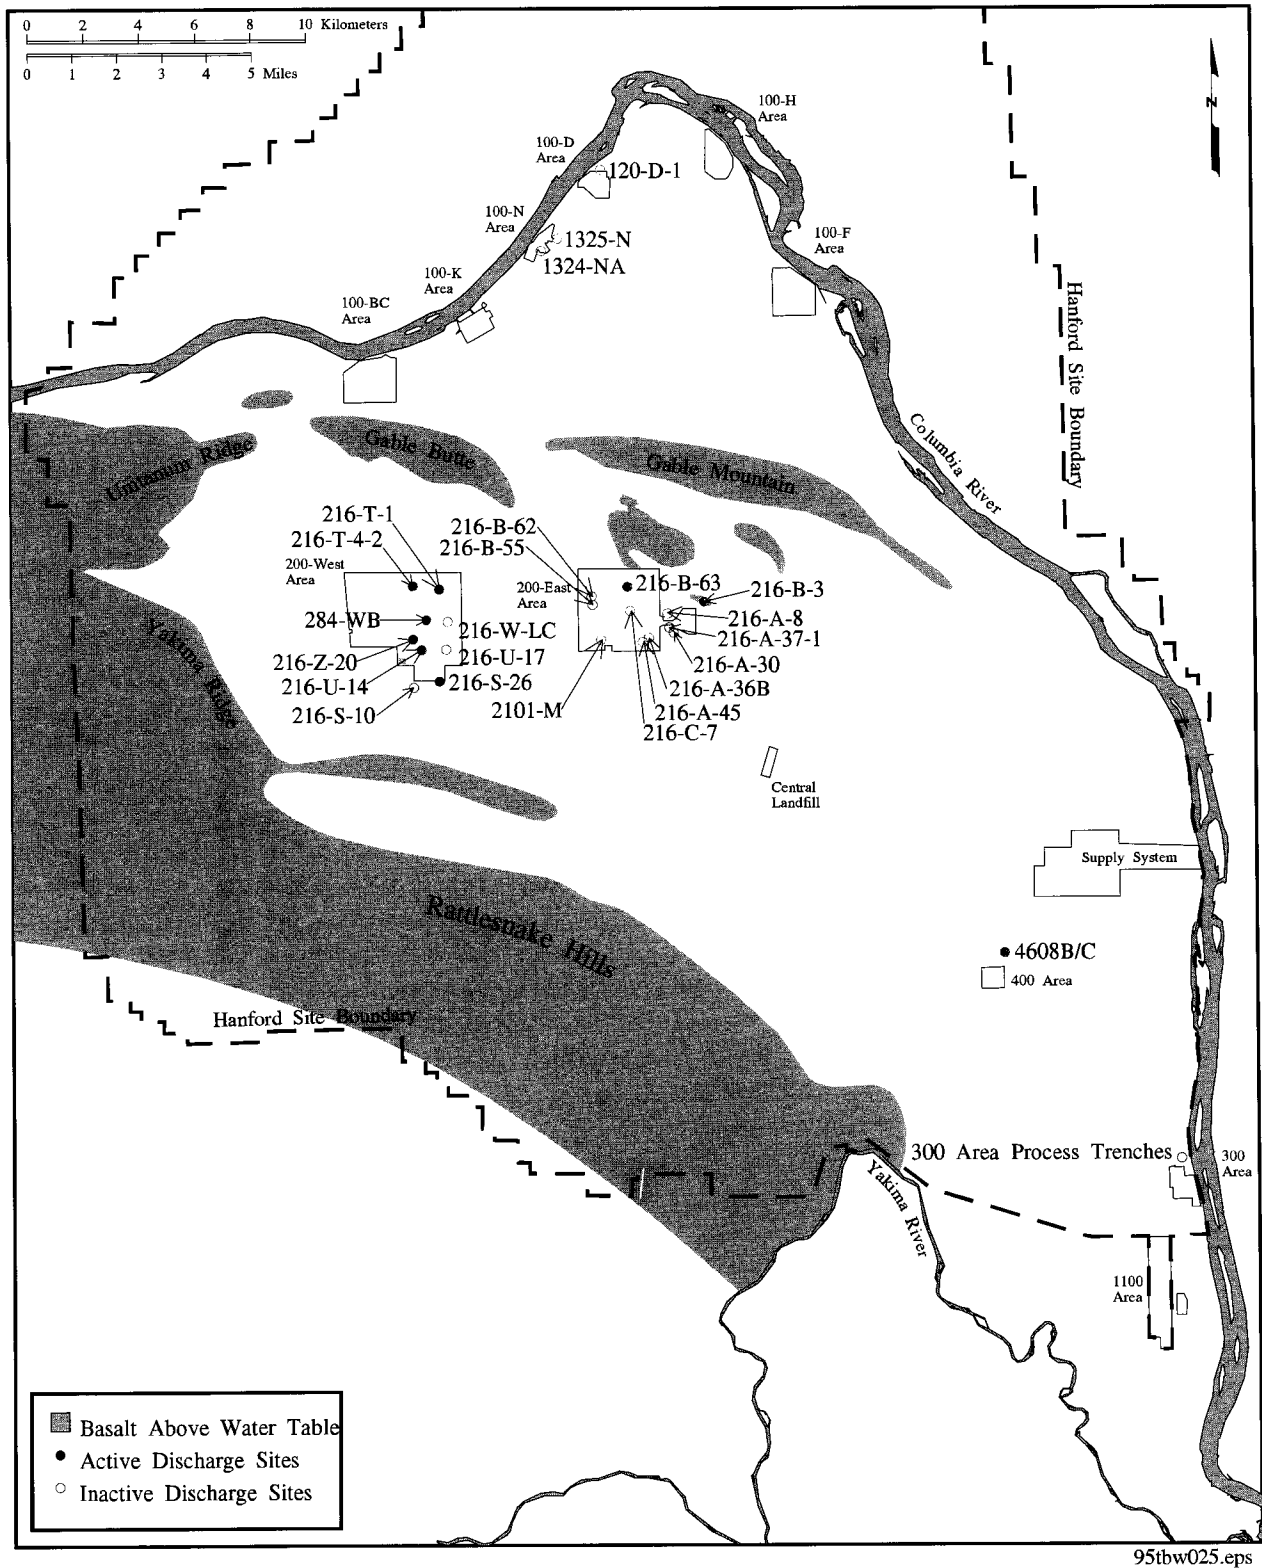 0 2 4 6 8 10 Kilometers
0 1 2 3 4 5 Miles
N
100-H
Area
100-D
Area
120-D-1
100-N
Area
1325-N
1324-NA
100-F
Area
100-K
Area
100-BC
Area
Hanford Site Boundary
Columbia River
Umtanum Ridge
Gable Butte
Gable Mountain
216-T-1
216-T-4-2
200-West
Area
284-WB
216-W-LC
216-Z-20
216-U-17
216-U-14
216-S-26
216-S-10
216-B-62
216-B-55
200-East
Area
216-B-63
216-B-3
216-A-8
216-A-37-1
216-A-30
216-A-36B
2101-M
216-A-45
216-C-7
Yakima Ridge
Central
Landfill
Supply System
Rattlesnake Hills
4608B/C
400 Area
Hanford Site Boundary
300 Area Process Trenches
300
Area
Yakima River
1100
Area
Basalt Above Water Table
Active Discharge Sites
Inactive Discharge Sites
95tbw025.eps